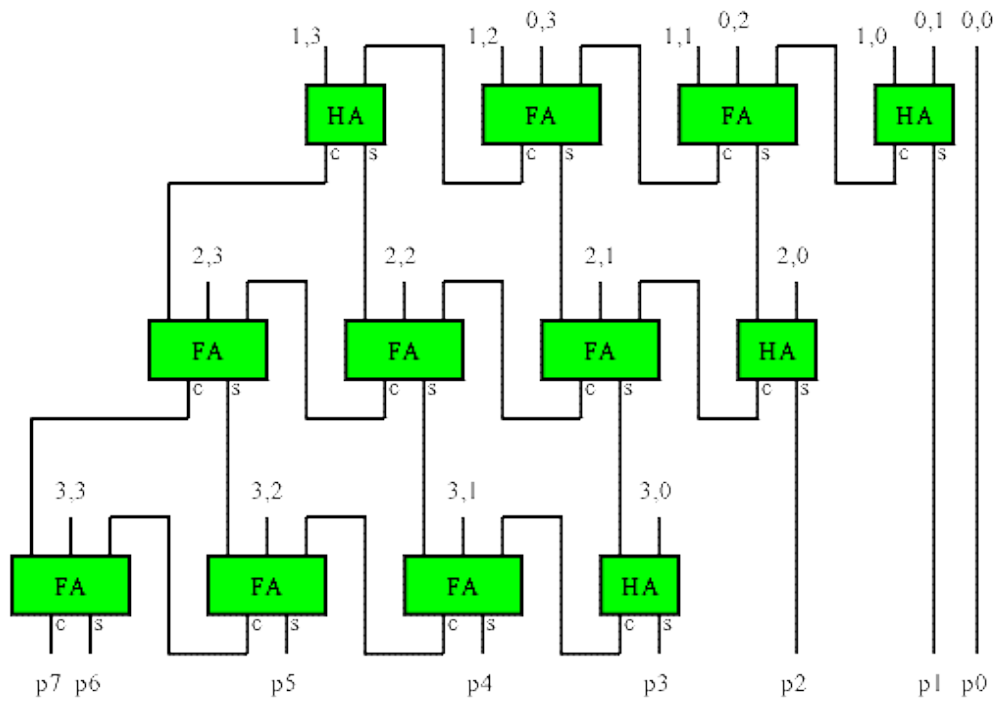 0,3 0,2 0,1 0,0
1,3 1,2 1,1 1,0
HA FA FA HA
c s c s c s c s
2,3 2,2 2,1 2,0
FA FA FA HA
c s c s c s c s
3,3 3,2 3,1 3,0
FA FA FA HA
c s c s c s c s
p7 p6 p5 p4 p3 p2 p1 p0